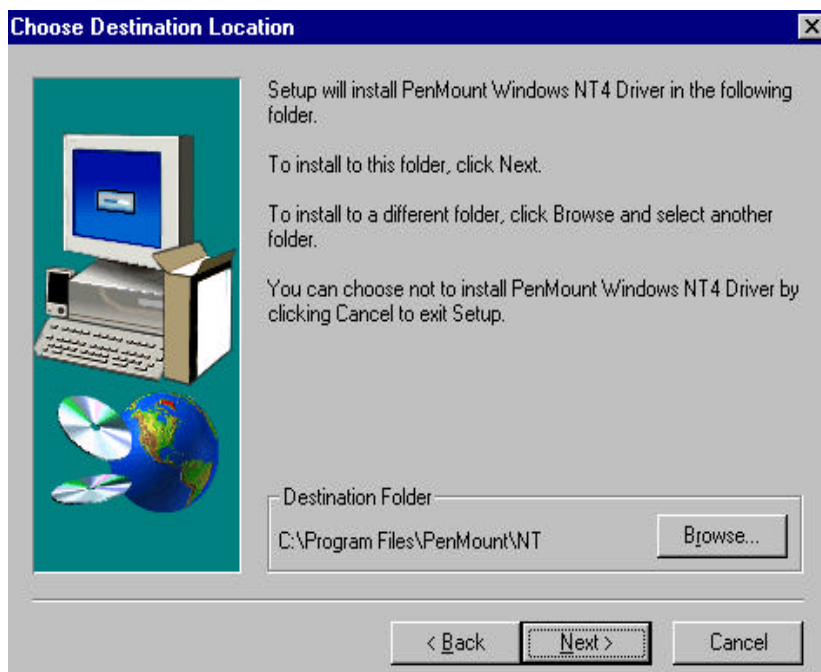 Choose Destination Location
Setup will install PenMount Windows NT4 Driver in the following
folder.
To install to this folder, click Next.
To install to a different folder, click Browse and select another
folder.
You can choose not to install PenMount Windows NT4 Driver by
clicking Cancel to exit Setup.
Destination Folder
C:\Program Files\PenMount\NT
Browse...
< Back
Next >
Cancel